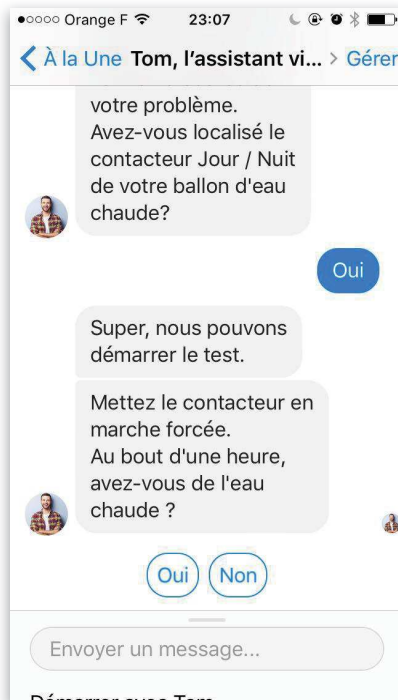 Orange F 23:07
À la Une Tom, l'assistant vi... > Gérer
votre problème.
Avez-vous localisé le
contacteur Jour / Nuit
de votre ballon d'eau
chaude?
Oui
Super, nous pouvons
démarrer le test.
Mettez le contacteur en
marche forcée.
Au bout d'une heure,
avez-vous de l'eau
chaude ?
Oui Non
Envoyer un message...
Démarrer avec Tom